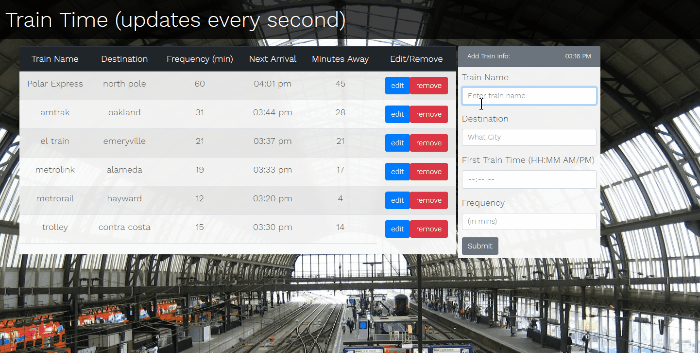 Train Time (updates every second)
Train Name Destination Frequency (min) Next Arrival Minutes Away Edit/Remove
Polar Express north pole 60 04:01 pm 45 edit remove
amtrak oakland 31 03:44 pm 28 edit remove
el train emeryville 21 03:37 pm 21 edit remove
metrolink alameda 19 03:33 pm 17 edit remove
metrorail hayward 12 03:20 pm 4 edit remove
trolley contra costa 15 03:30 pm 14 edit remove
Add Train Info: 03:16 PM
Train Name
Enter train name
Destination
What City
First Train Time (HH:MM AM/PM)
--:-- --
Frequency
(in mins)
Submit